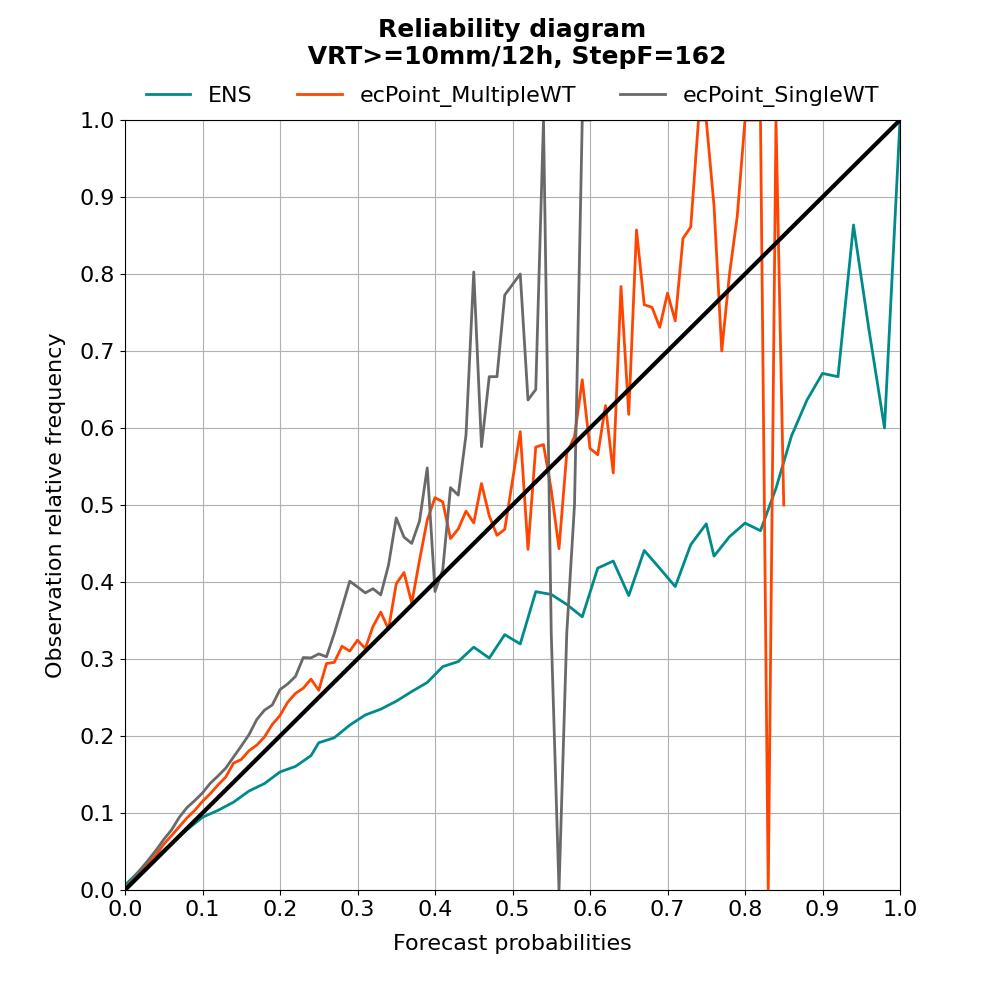 Reliability diagram
VRT>=10mm/12h, StepF=162
ENS ecPoint_MultipleWT ecPoint_SingleWT
1.0
0.9
0.8
0.7
0.6
0.5
0.4
0.3
0.2
0.1
0.0
Observation relative frequency
0.0 0.1 0.2 0.3 0.4 0.5 0.6 0.7 0.8 0.9 1.0
Forecast probabilities